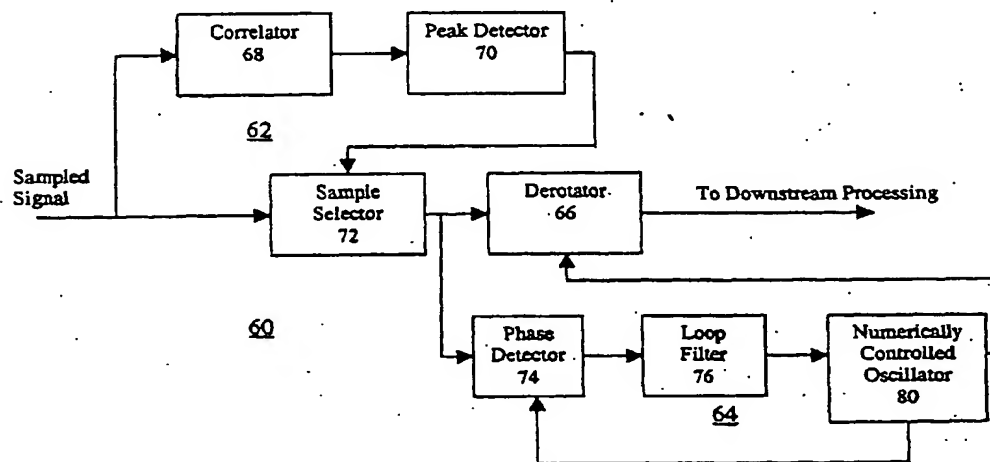 Correlator
68
Peak Detector
70
62
Sampled
Signal
Sample
Selector
72
Derotator
66
To Downstream Processing
60
Phase
Detector
74
Loop
Filter
76
Numerically
Controlled
Oscillator
80
64